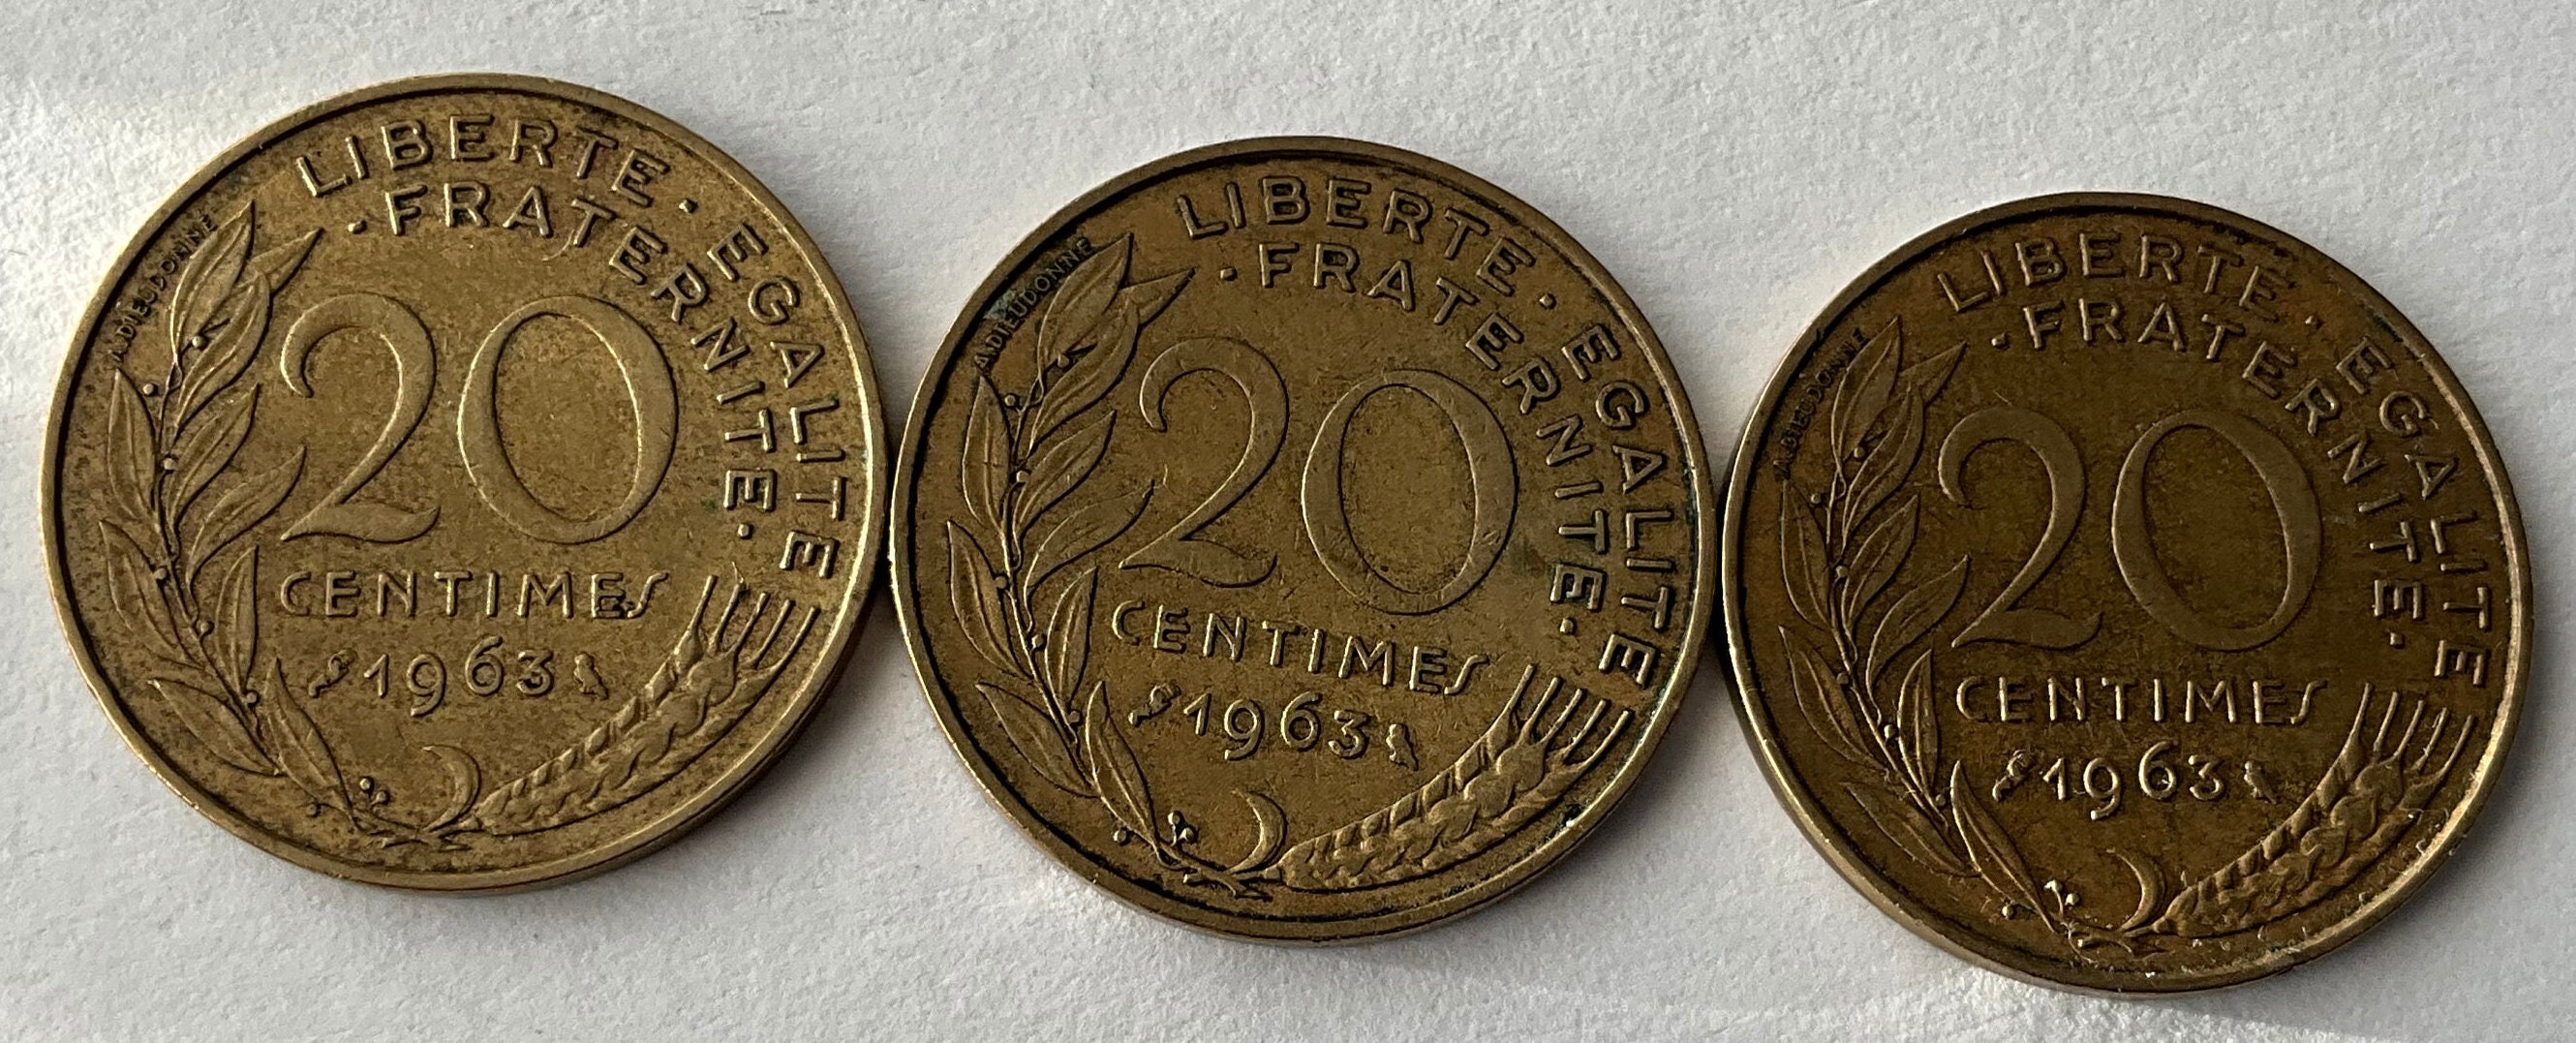 LIBERTE · EGALITE
· FRATERNITE ·
A.DIEUDONNE
20
CENTIMES
1963
LIBERTE · EGALITE
· FRATERNITE ·
A.DIEUDONNE
20
CENTIMES
1963
LIBERTE · EGALITE
· FRATERNITE ·
A.DIEUDONNE
20
CENTIMES
1963